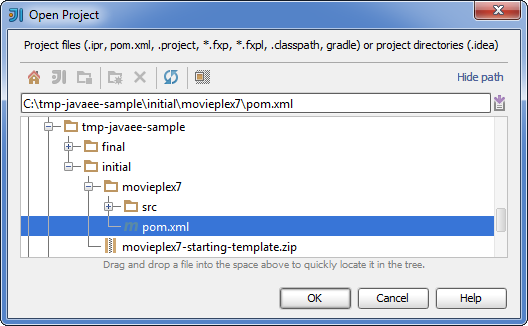 Open Project
Project files (.ipr, pom.xml, .project, *.fxp, *.fxpl, .classpath, gradle) or project directories (.idea)
Hide path
C:\tmp-javaee-sample\initial\movieplex7\pom.xml
tmp-javaee-sample
final
initial
movieplex7
src
pom.xml
movieplex7-starting-template.zip
Drag and drop a file into the space above to quickly locate it in the tree.
OK Cancel Help